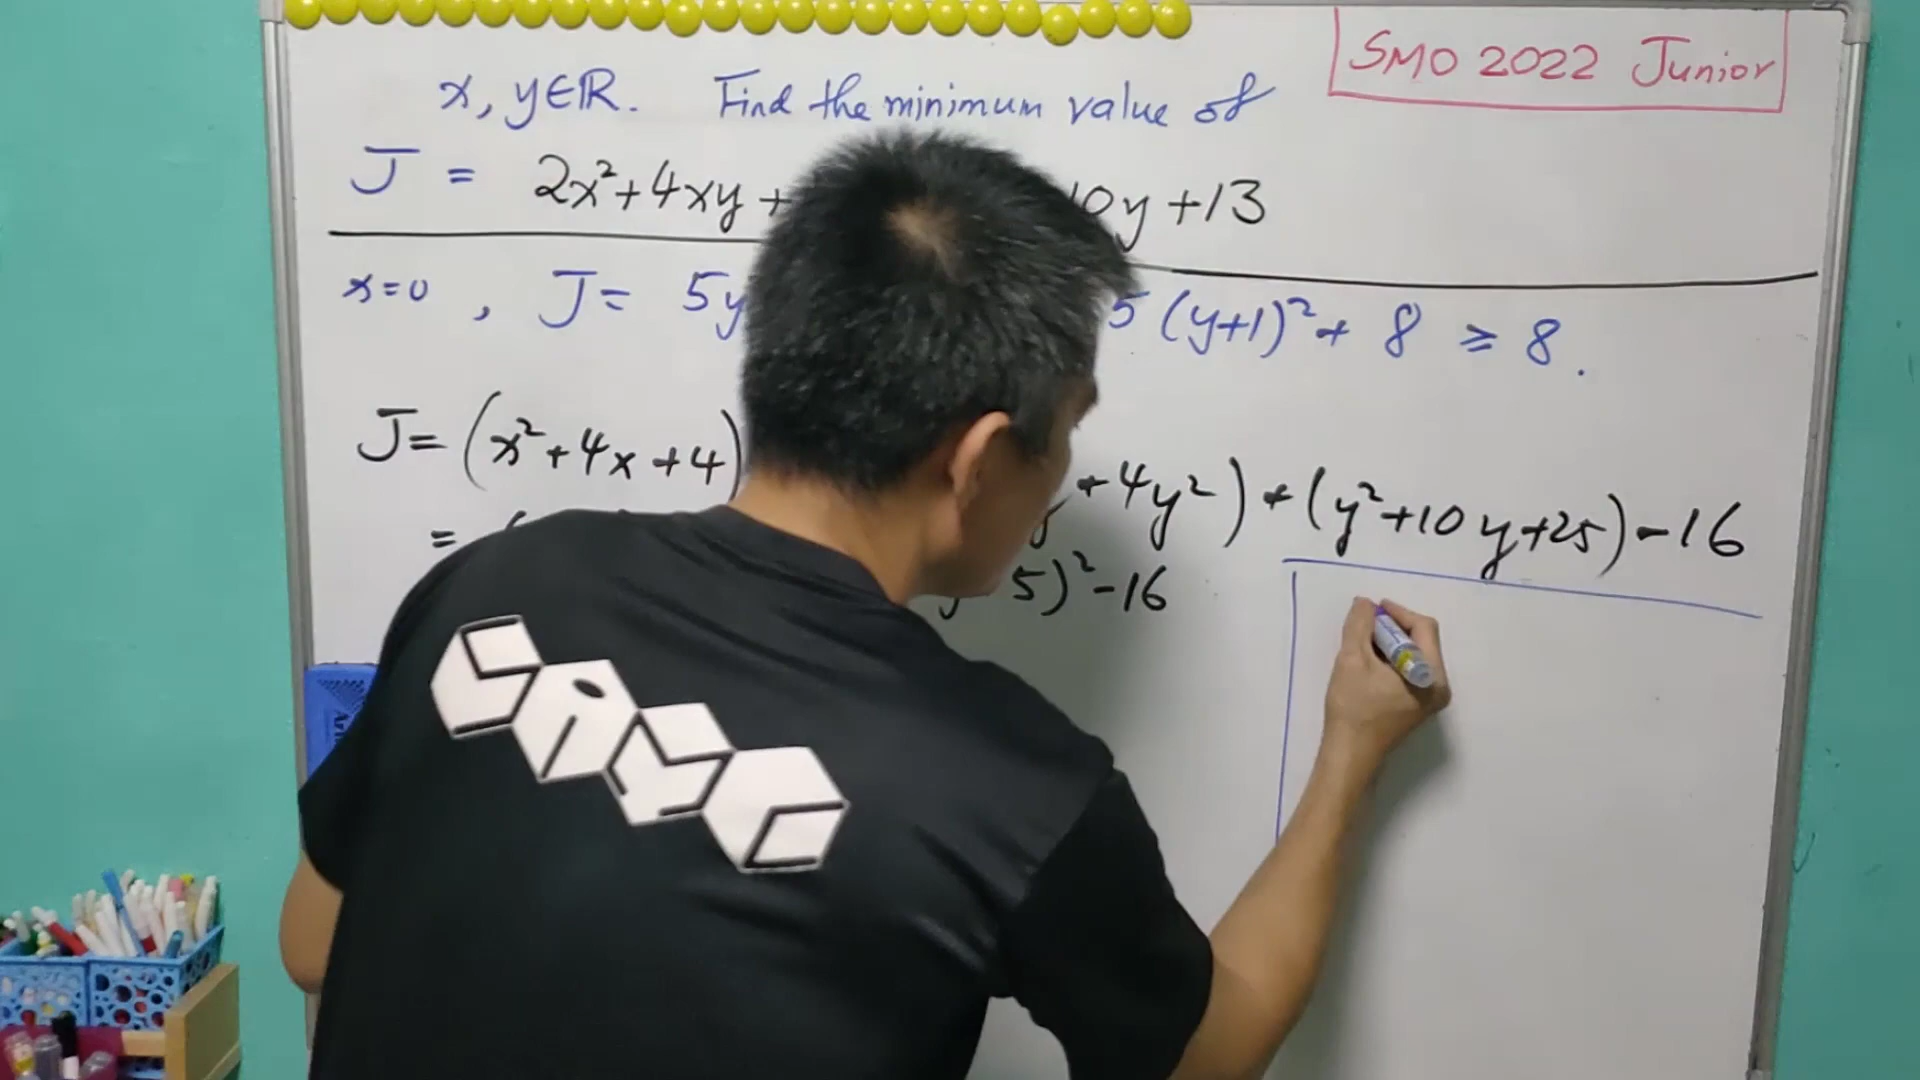 SMO 2022 Junior
x, y∈ℝ. Find the minimum value of
J = 2x²+4xy+ 0y+13
x=0 , J= 5y 5(y+1)²+ 8 ≥ 8.
J= (x²+4x+4) +4y²)+(y²+10y+25)-16
= 5)²-16